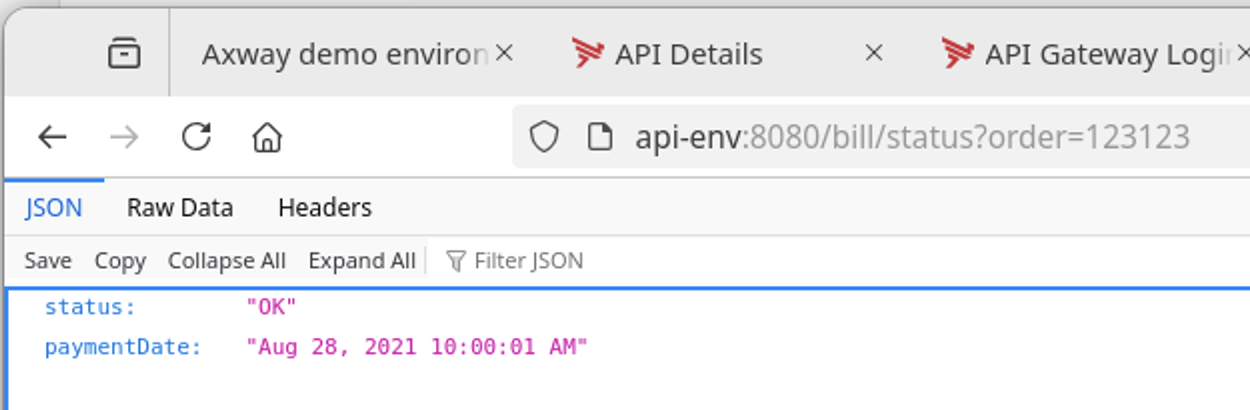 Axway demo environ API Details API Gateway Login
api-env:8080/bill/status?order=123123
JSON Raw Data Headers
Save Copy Collapse All Expand All Filter JSON
status: "OK"
paymentDate: "Aug 28, 2021 10:00:01 AM"